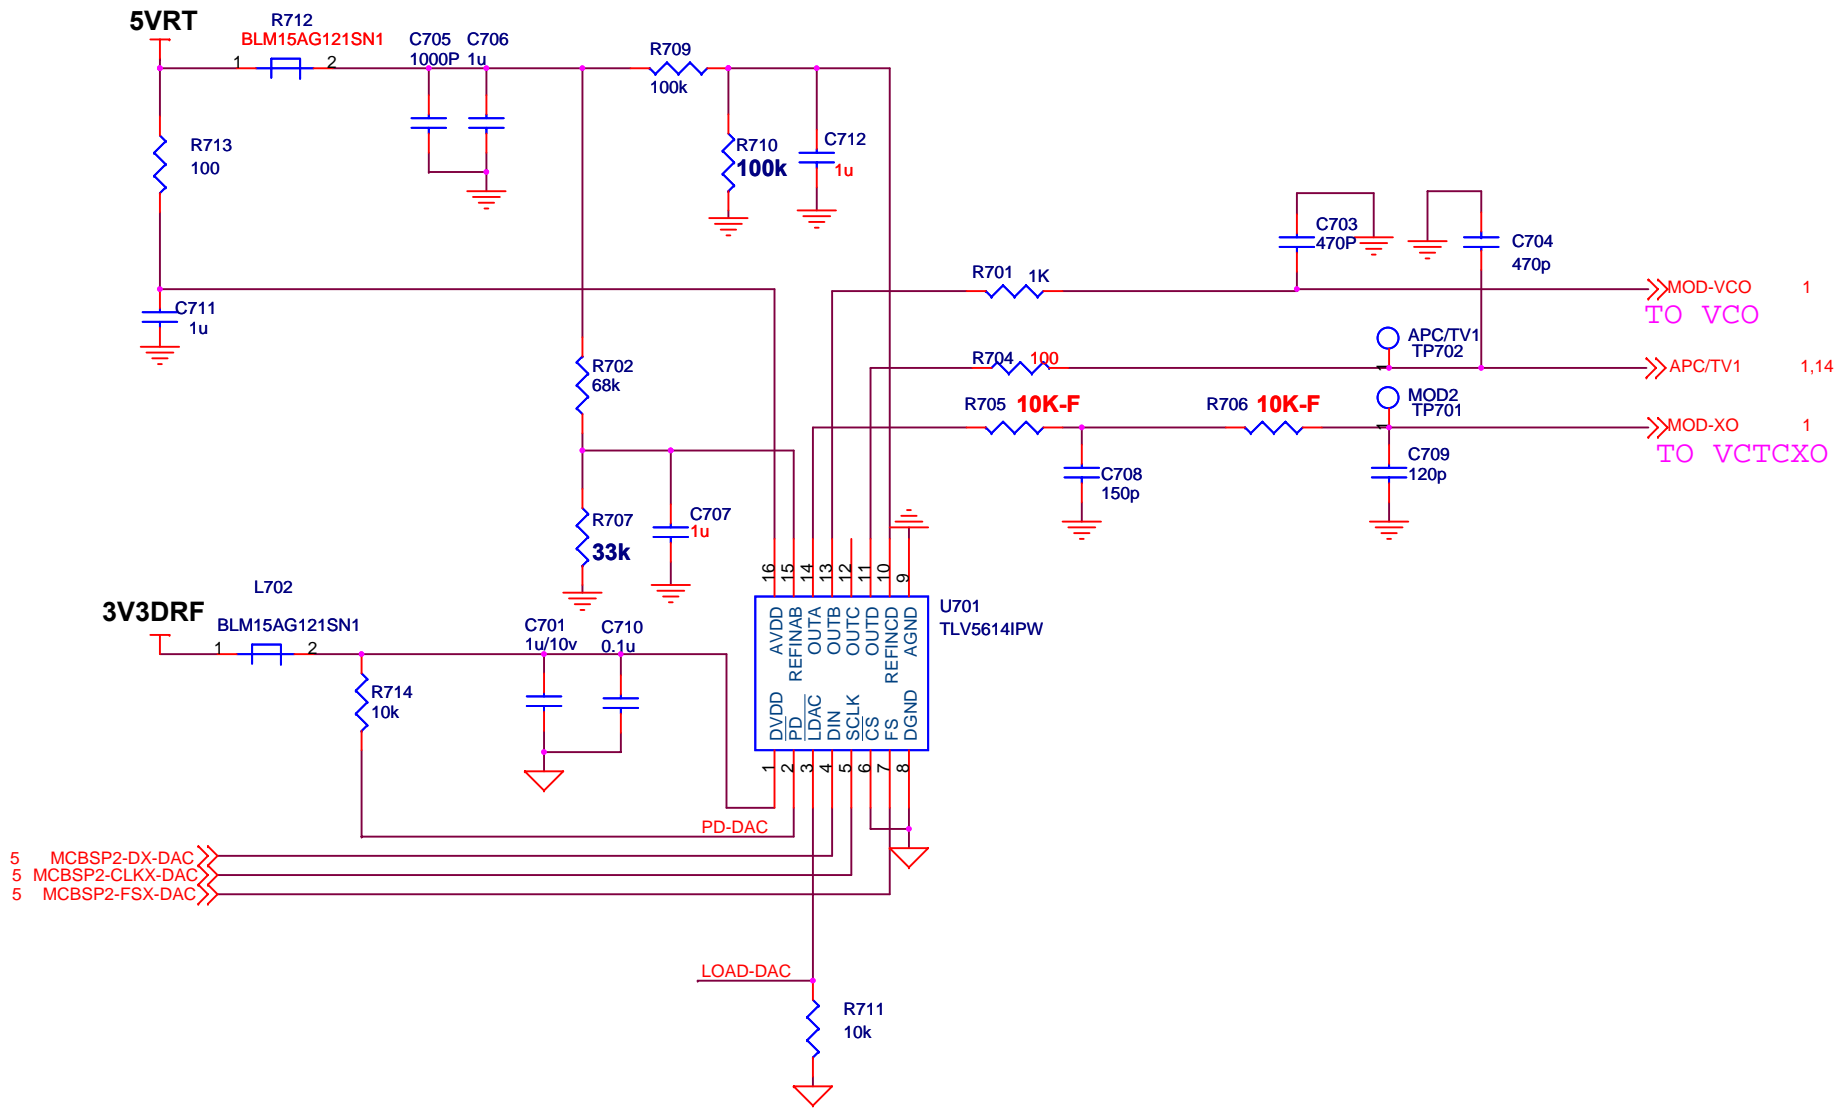 5VRT
R712
BLM15AG121SN1
1
2
C705
1000P
C706
1u
R709
100k
R713
100
R710
100k
C712
1u
C711
1u
C703
470P
C704
470p
R701
1K
MOD-VCO
1
TO VCO
APC/TV1
TP702
1
R704
100
APC/TV1
1,14
R702
68k
R705
10K-F
R706
10K-F
MOD2
TP701
1
MOD-XO
1
TO VCTCXO
C708
150p
C709
120p
R707
33k
C707
1u
16
15
14
13
12
11
10
9
L702
3V3DRF
BLM15AG121SN1
1
2
C701
1u/10v
C710
0.1u
U701
TLV5614IPW
AVDD
REFINAB
OUTA
OUTB
OUTC
OUTD
REFINCD
AGND
R714
10k
DVDD
PD
LDAC
DIN
SCLK
CS
FS
DGND
1
2
3
4
5
6
7
8
PD-DAC
5
MCBSP2-DX-DAC
5
MCBSP2-CLKX-DAC
5
MCBSP2-FSX-DAC
LOAD-DAC
R711
10k